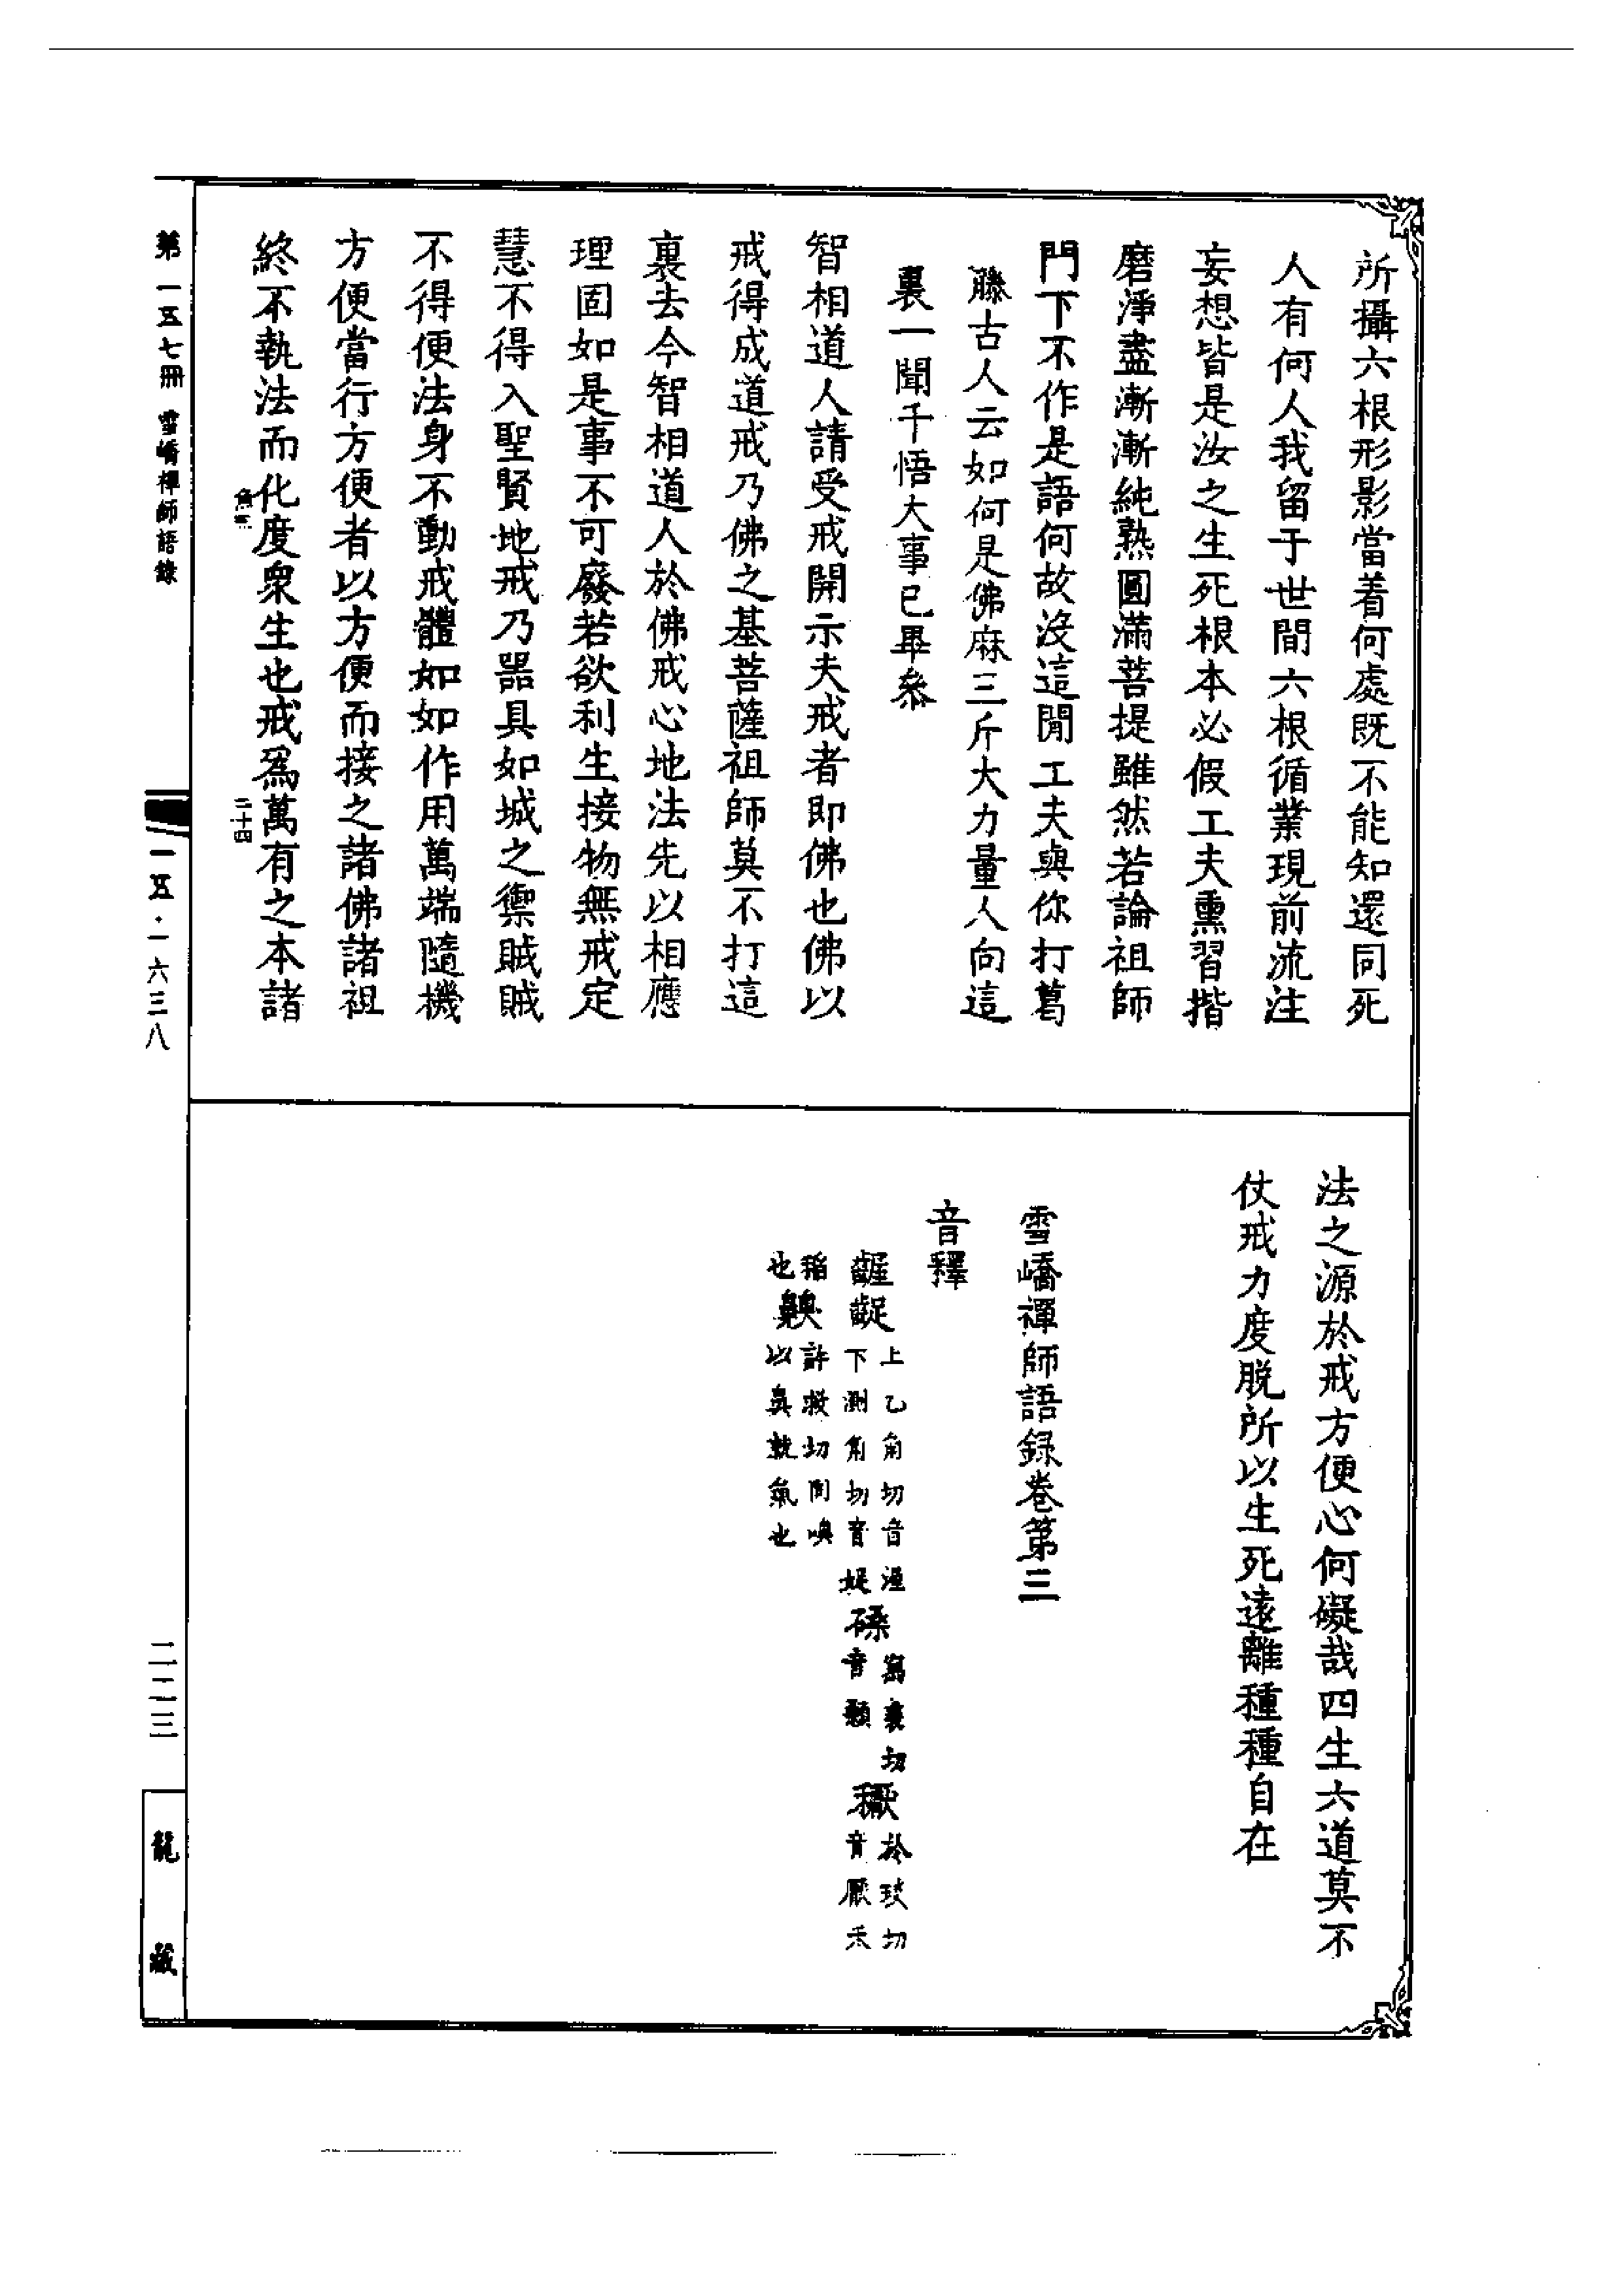 所攝六根形影當着何處既不能知還同死
人有何人我留于世間六根循業現前流注
妄想皆是汝之生死根本必假工夫熏習揩
磨淨盡漸漸純熟圓滿菩提雖然若論祖師
門下不作是語何故沒這閒工夫與你打葛
藤古人云如何是佛麻三斤大力量人向這
裏一聞千悟大事已畢叅
智相道人請受戒開示夫戒者即佛也佛以
戒得成道戒乃佛之基菩薩祖師莫不打這
裏去今智相道人於佛戒心地法先以相應
理固如是事不可廢若欲利生接物無戒定
慧不得入聖賢地戒乃器具如城之禦賊賊
不得便法身不動戒體如如作用萬端隨機
方便當行方便者以方便而接之諸佛諸祖
終不執法而化度衆生也戒爲萬有之本諸
二十四
第一五七冊 雪嶠禪師語錄
一五·一六三八
法之源於戒方便心何礙哉四生六道莫不
仗戒力度脫所以生死遠離種種自在
雪嶠禪師語録卷第三
音釋
齷齪 上乙角切音渥 下測角切音娖 磉 寫曩切 音顙 𥣛 於琰切 音厭禾
稻也 齅 許救切同嗅 以鼻就氣也
二二三
龍藏